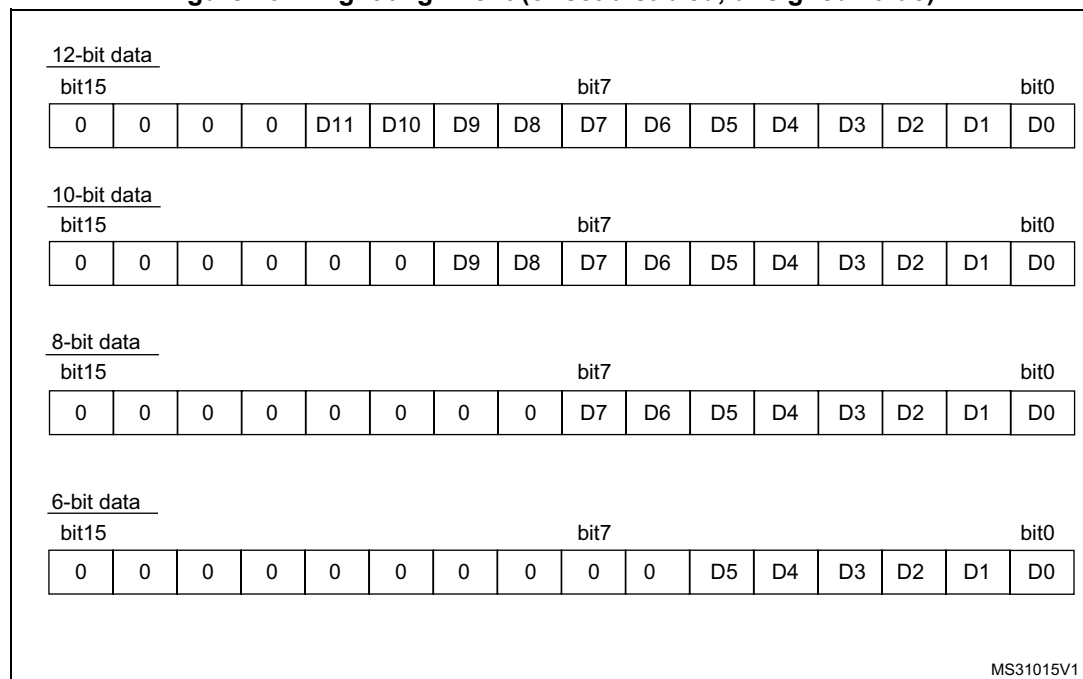 12-bit data
bit15 bit7 bit0
0 0 0 0 D11 D10 D9 D8 D7 D6 D5 D4 D3 D2 D1 D0
10-bit data
bit15 bit7 bit0
0 0 0 0 0 0 D9 D8 D7 D6 D5 D4 D3 D2 D1 D0
8-bit data
bit15 bit7 bit0
0 0 0 0 0 0 0 0 D7 D6 D5 D4 D3 D2 D1 D0
6-bit data
bit15 bit7 bit0
0 0 0 0 0 0 0 0 0 0 D5 D4 D3 D2 D1 D0
MS31015V1